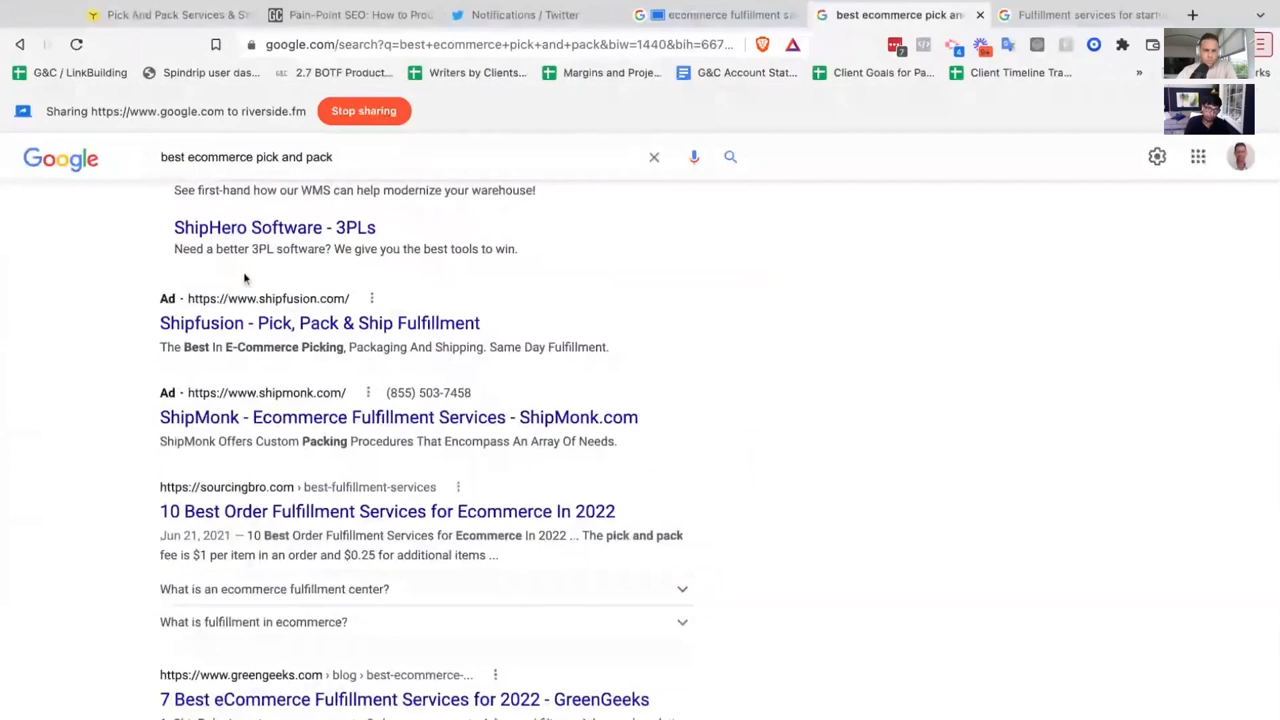 Pick And Pack Services & St
Pain-Point SEO: How to Proc
Notifications / Twitter
ecommerce fulfillment s
best ecommerce pick an
Fulfillment services for start
google.com/search?q=best+ecommerce+pick+and+pack&biw=1440&bih=667...
7
4
9+
G&C / LinkBuilding
Spindrip user das...
2.7 BOTF Product...
Writers by Clients...
Margins and Proje...
G&C Account Stat...
Client Goals for Pa...
Client Timeline Tra...
»
Sharing https://www.google.com to riverside.fm
Stop sharing
Google
best ecommerce pick and pack
See first-hand how our WMS can help modernize your warehouse!
ShipHero Software - 3PLs
Need a better 3PL software? We give you the best tools to win.
Ad · https://www.shipfusion.com/
Shipfusion - Pick, Pack & Ship Fulfillment
The Best In E-Commerce Picking, Packaging And Shipping. Same Day Fulfillment.
Ad · https://www.shipmonk.com/ (855) 503-7458
ShipMonk - Ecommerce Fulfillment Services - ShipMonk.com
ShipMonk Offers Custom Packing Procedures That Encompass An Array Of Needs.
https://sourcingbro.com › best-fulfillment-services
10 Best Order Fulfillment Services for Ecommerce In 2022
Jun 21, 2021 — 10 Best Order Fulfillment Services for Ecommerce In 2022 ... The pick and pack
fee is $1 per item in an order and $0.25 for additional items ...
What is an ecommerce fulfillment center?
What is fulfillment in ecommerce?
https://www.greengeeks.com › blog › best-ecommerce-...
7 Best eCommerce Fulfillment Services for 2022 - GreenGeeks